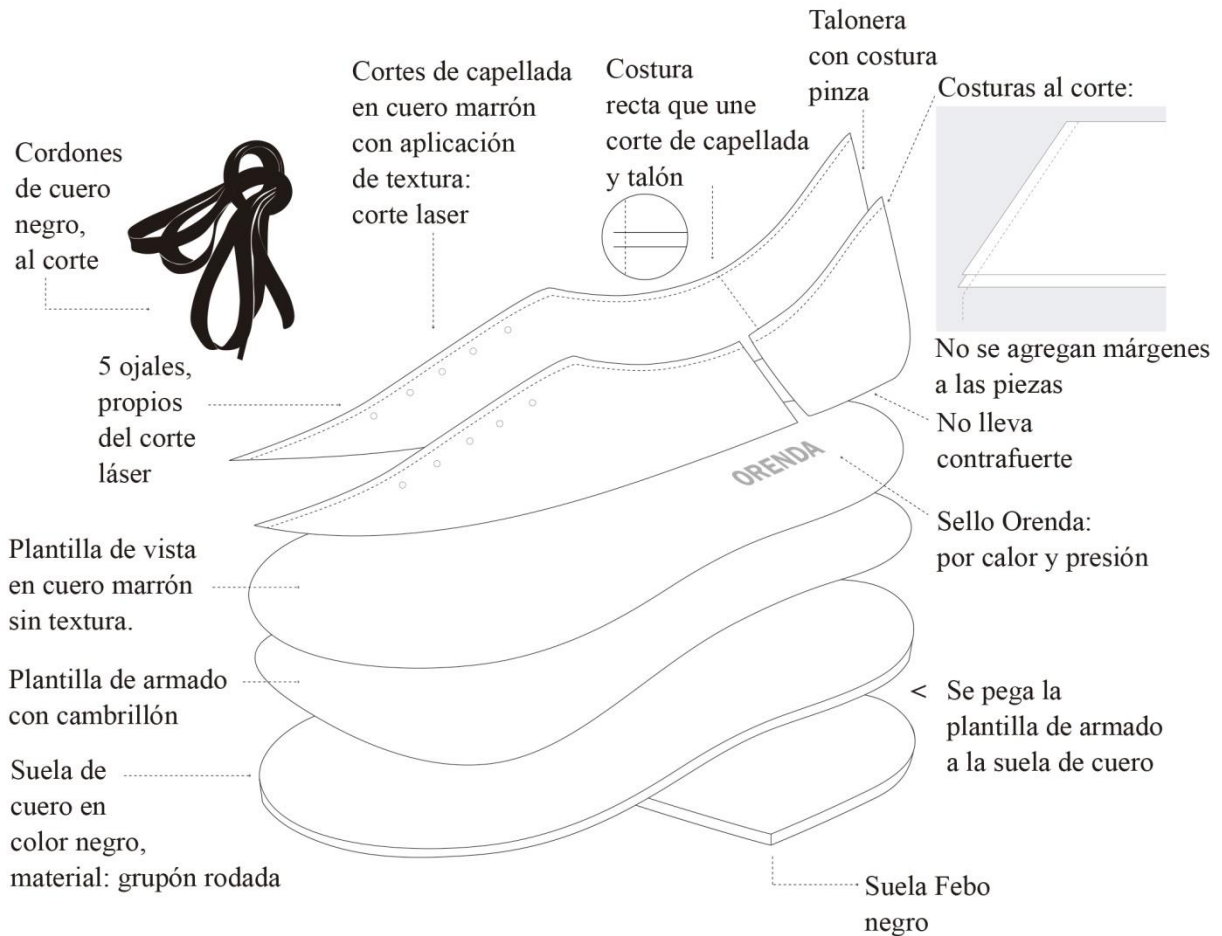 Cordones
de cuero
negro,
al corte
Cortes de capellada
en cuero marrón
con aplicación
de textura:
corte laser
Costura
recta que une
corte de capellada
y talón
Talonera
con costura
pinza
Costuras al corte:
No se agregan márgenes
a las piezas
No lleva
contrafuerte
5 ojales,
propios
del corte
láser
ORENDA
Sello Orenda:
por calor y presión
Plantilla de vista
en cuero marrón
sin textura.
Plantilla de armado
con cambrillón
< Se pega la
plantilla de armado
a la suela de cuero
Suela de
cuero en
color negro,
material: grupón rodada
Suela Febo
negro